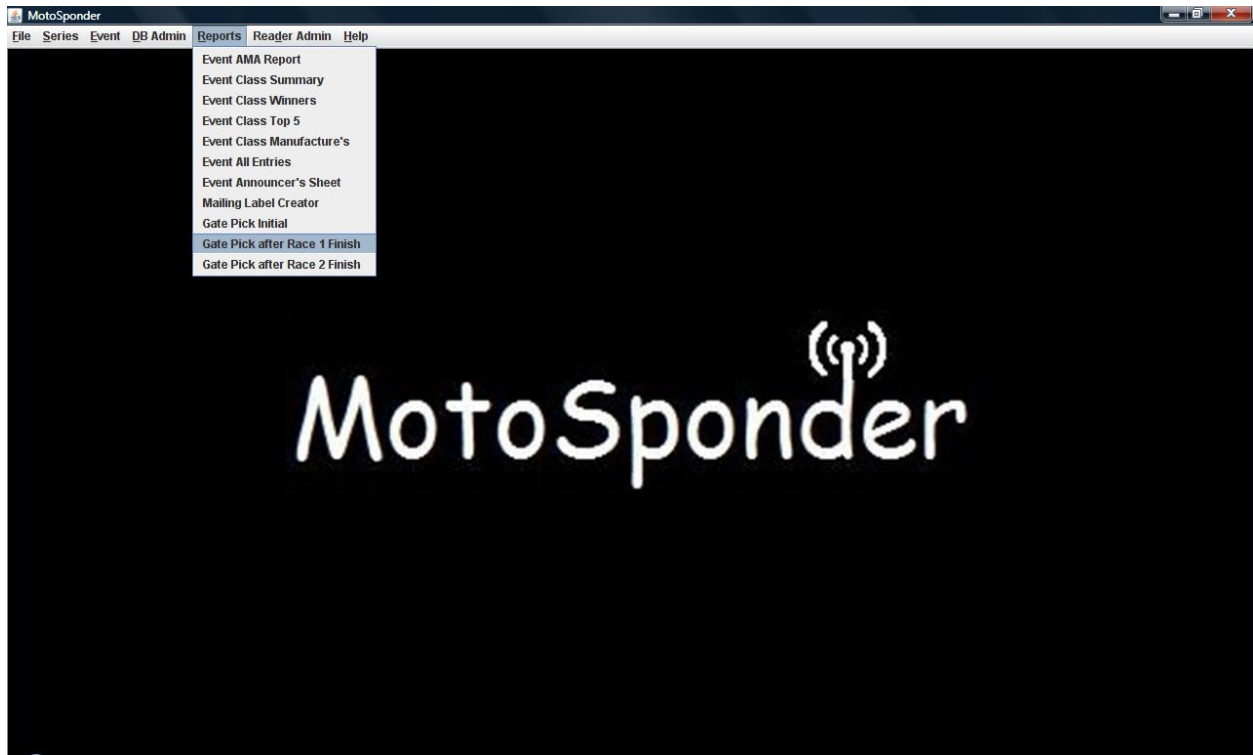 MotoSponder
File Series Event DB Admin Reports Reader Admin Help
Event AMA Report
Event Class Summary
Event Class Winners
Event Class Top 5
Event Class Manufacture's
Event All Entries
Event Announcer's Sheet
Mailing Label Creator
Gate Pick Initial
Gate Pick after Race 1 Finish
Gate Pick after Race 2 Finish
MotoSponder